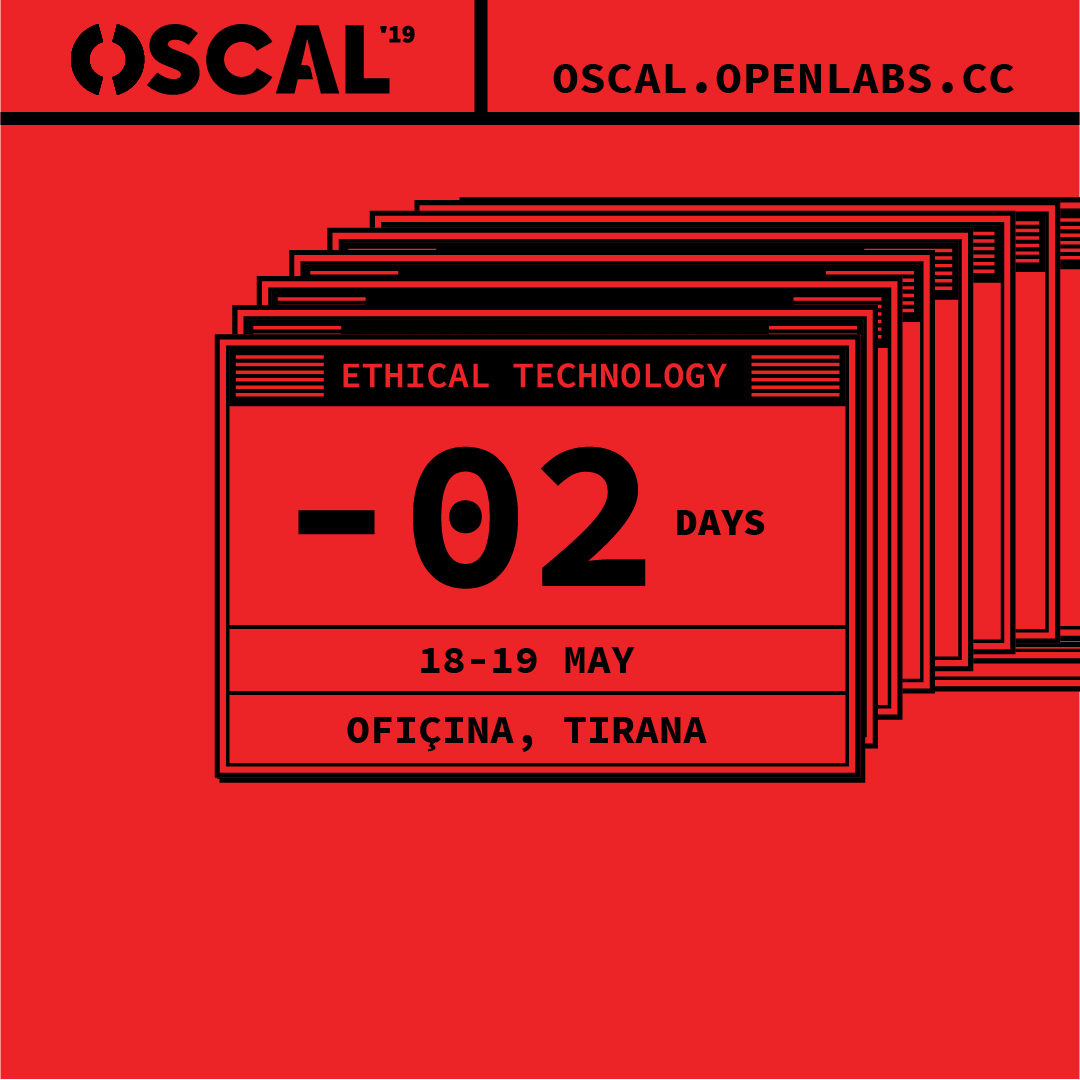 OSCAL'19
OSCAL.OPENLABS.CC
ETHICAL TECHNOLOGY
-02 DAYS
18-19 MAY
OFIÇINA, TIRANA